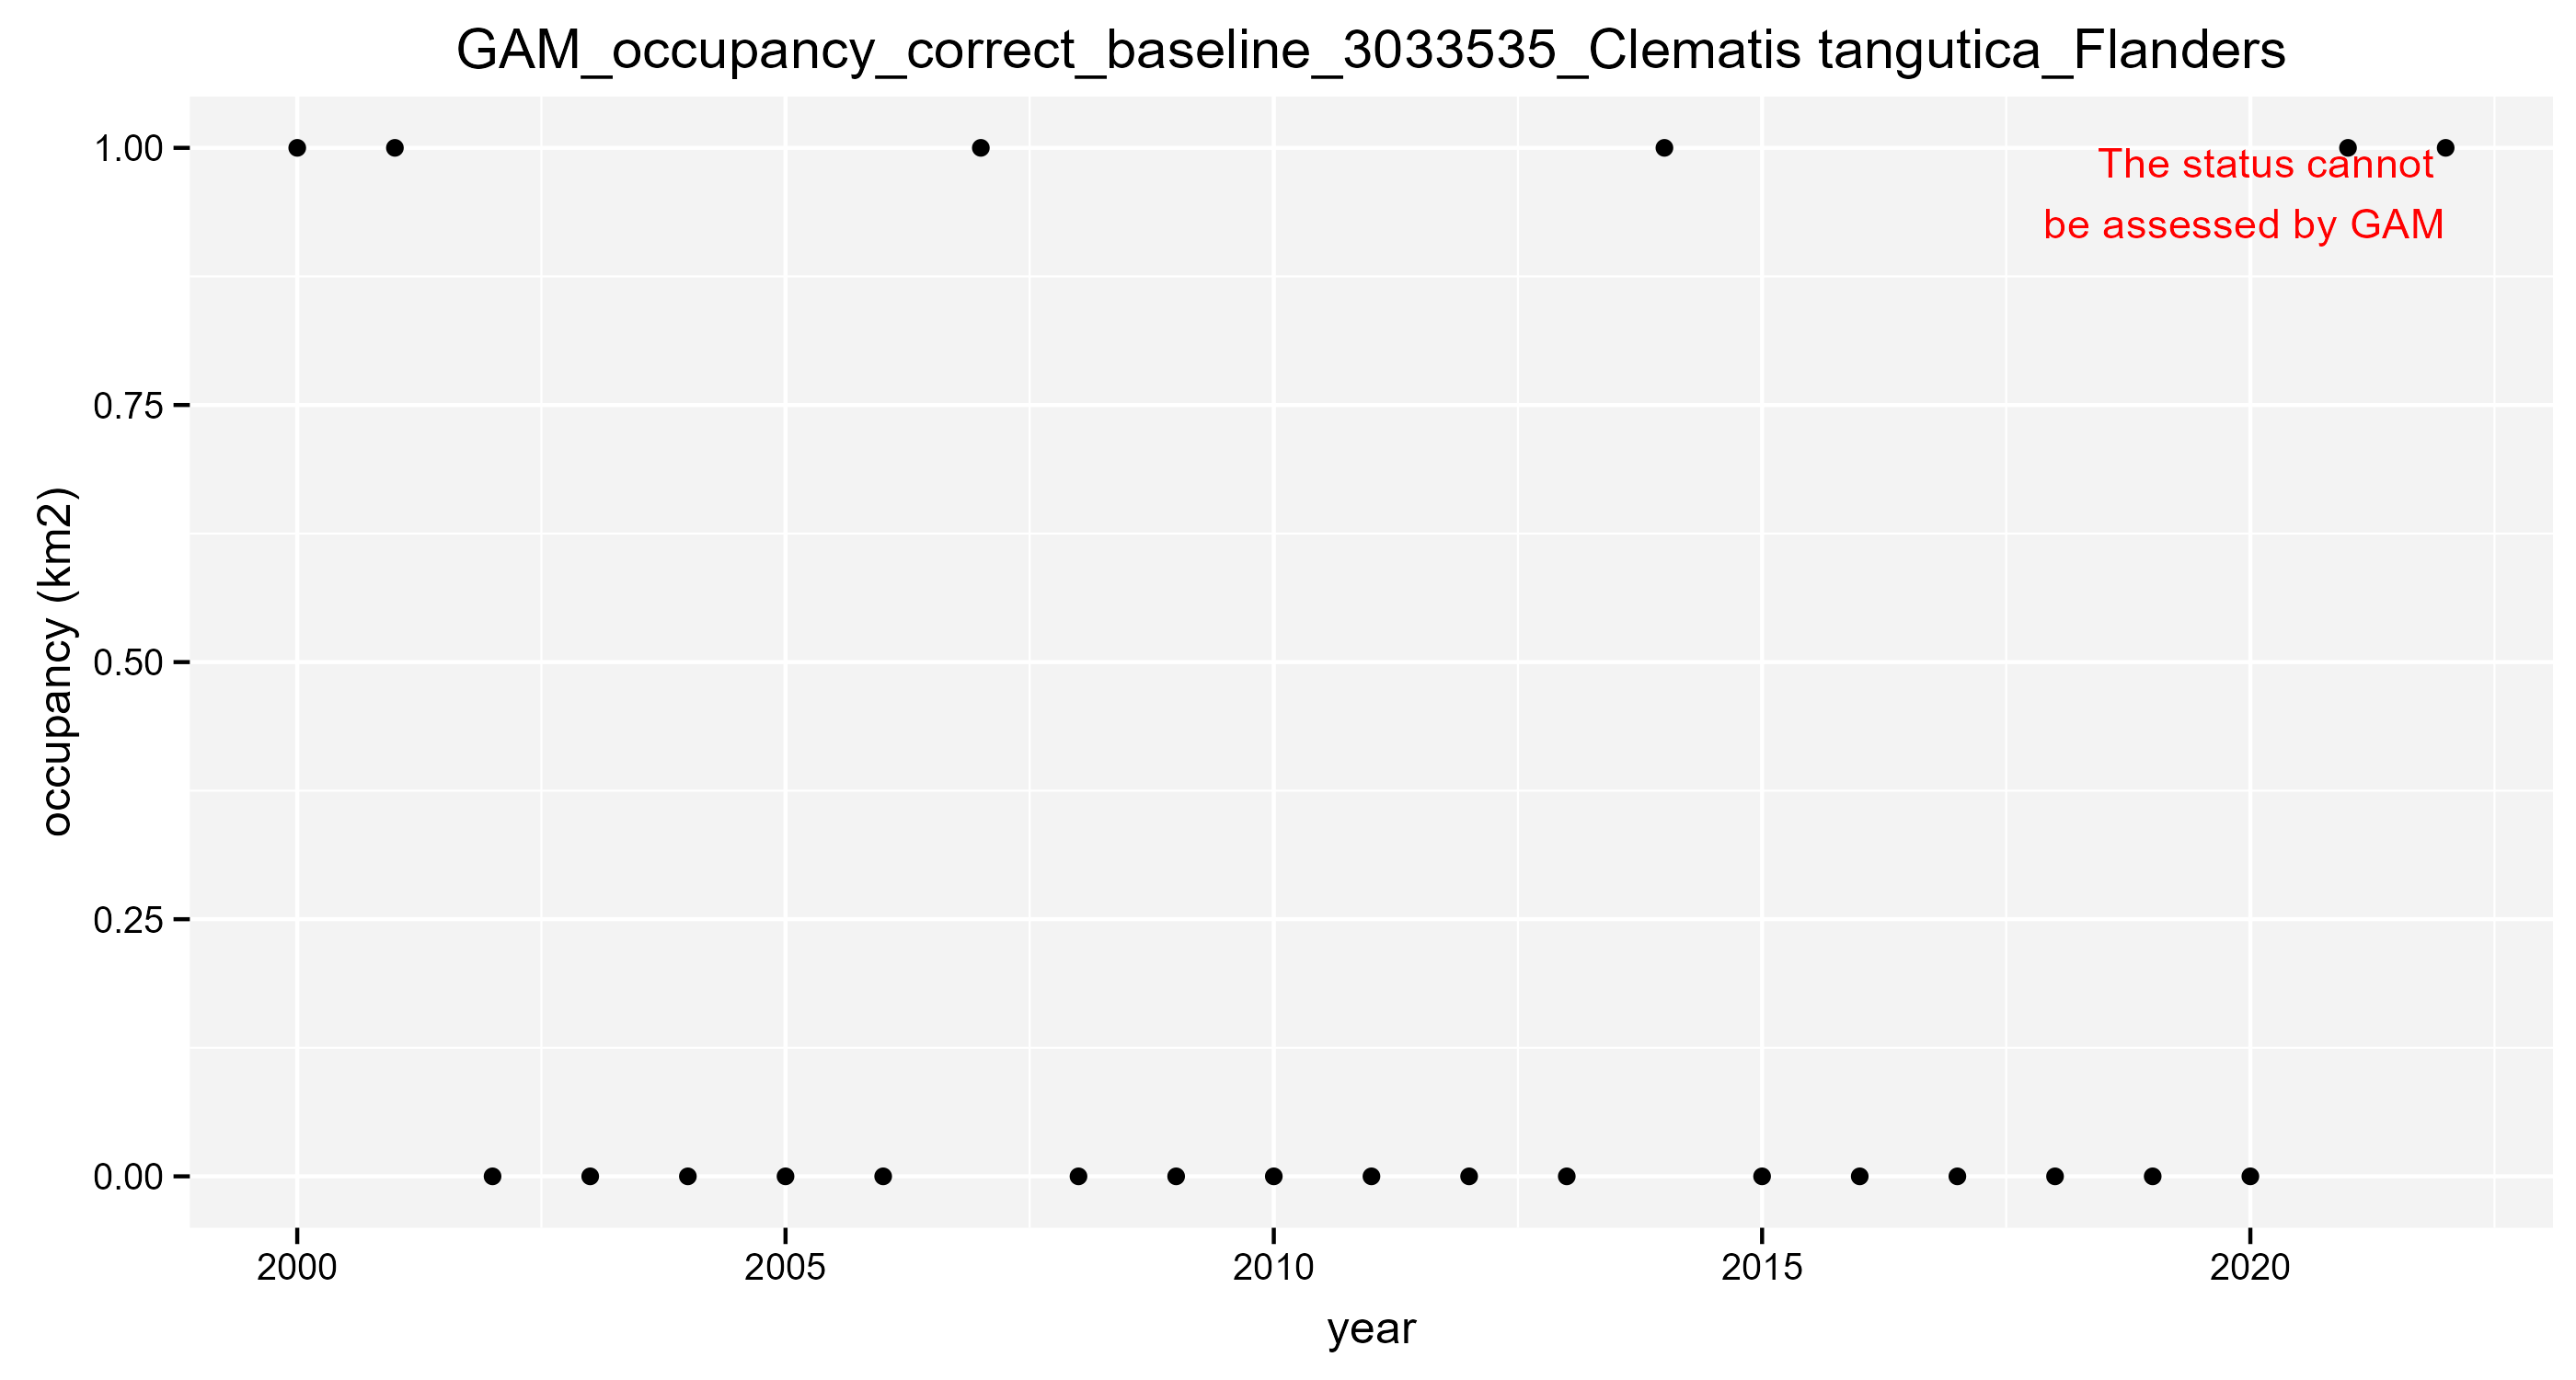 GAM_occupancy_correct_baseline_3033535_Clematis tangutica_Flanders
1.00
The status cannot
be assessed by GAM
0.75
occupancy (km2)
0.50
0.25
0.00
2000 2005 2010 2015 2020
year